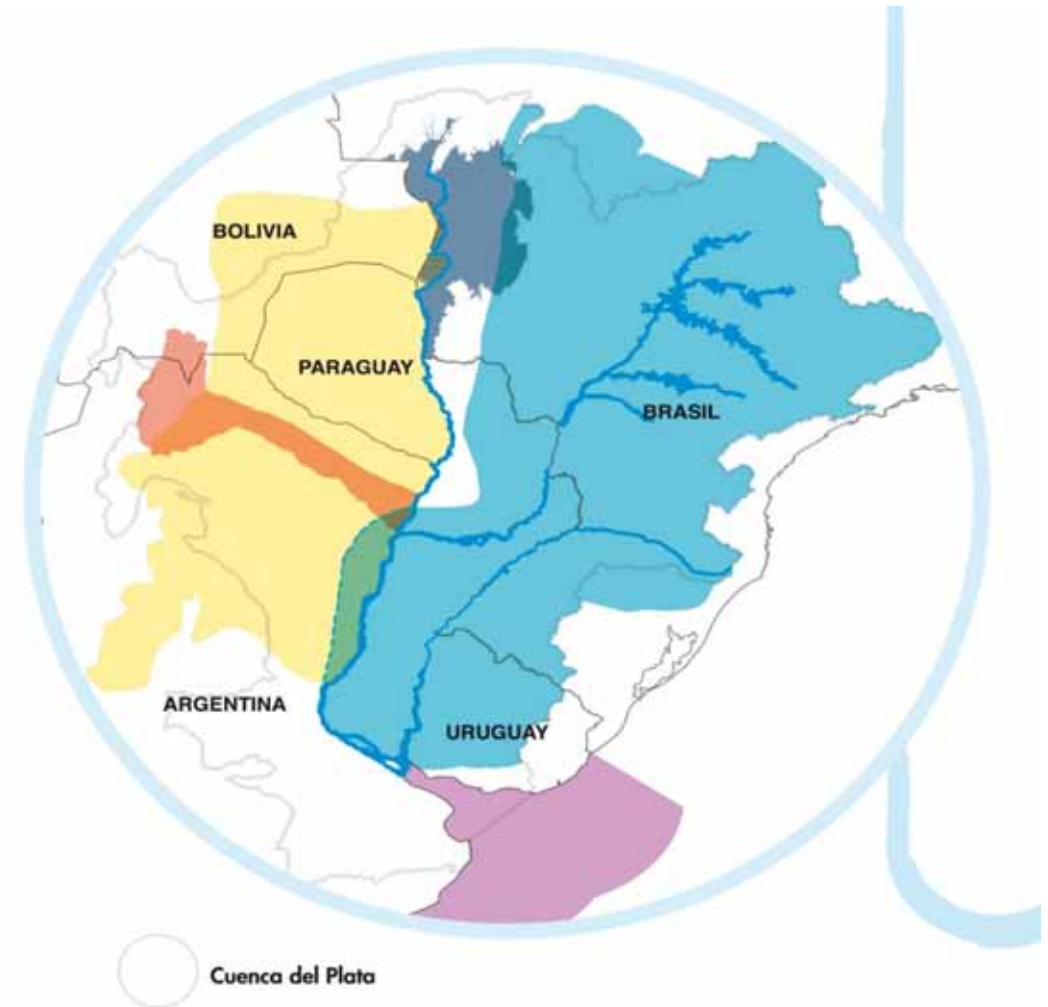 BOLIVIA
PARAGUAY
BRASIL
ARGENTINA
URUGUAY
Cuenca del Plata